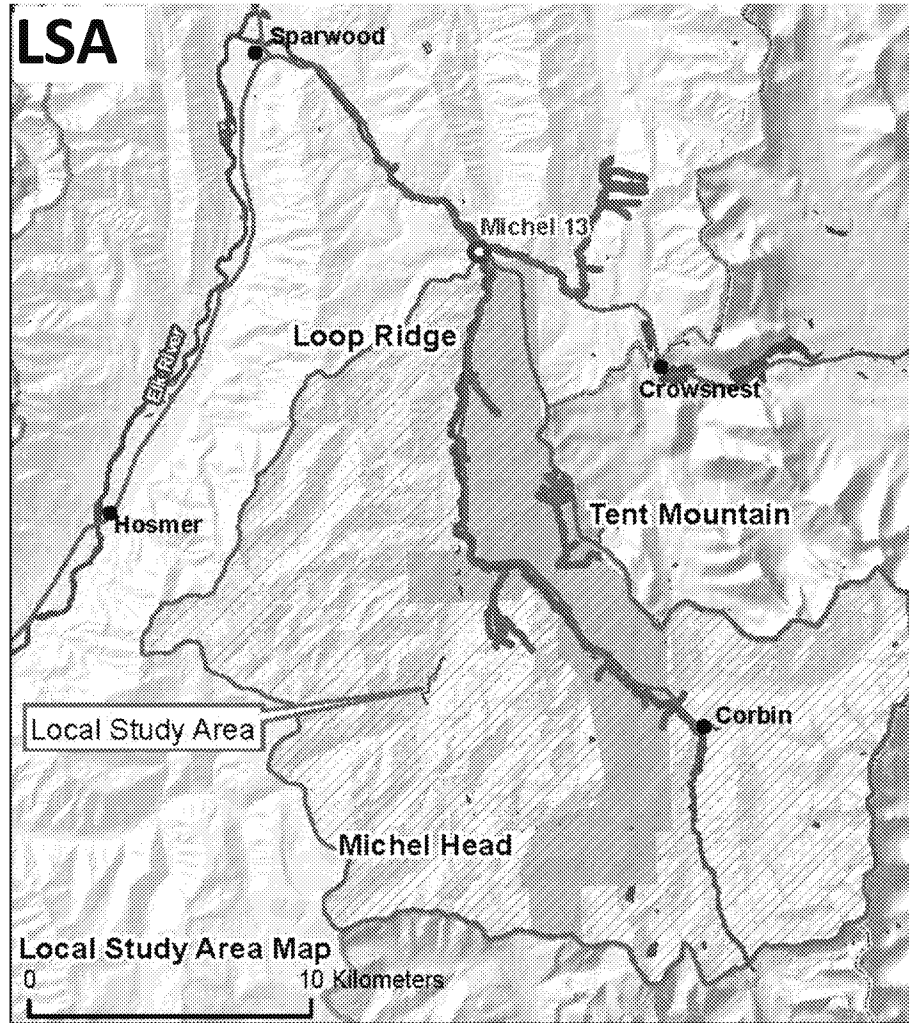 LSA
Sparwood
Michel 13
Loop Ridge
Elk River
Crowsnest
Tent Mountain
Hosmer
Local Study Area
Corbin
Michel Head
Local Study Area Map
0 10 Kilometers